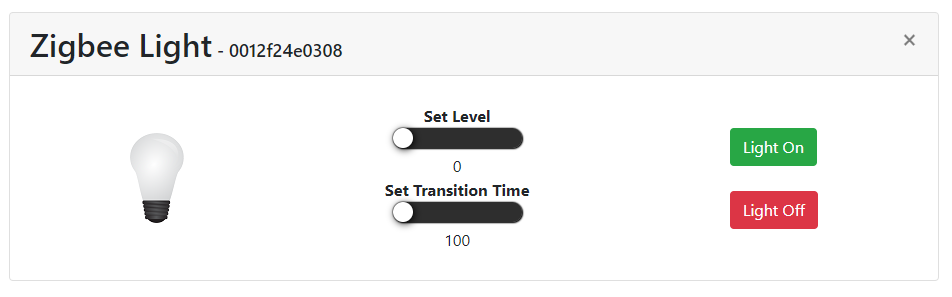 Zigbee Light - 0012f24e0308 ×
Set Level
0
Set Transition Time
100
Light On
Light Off